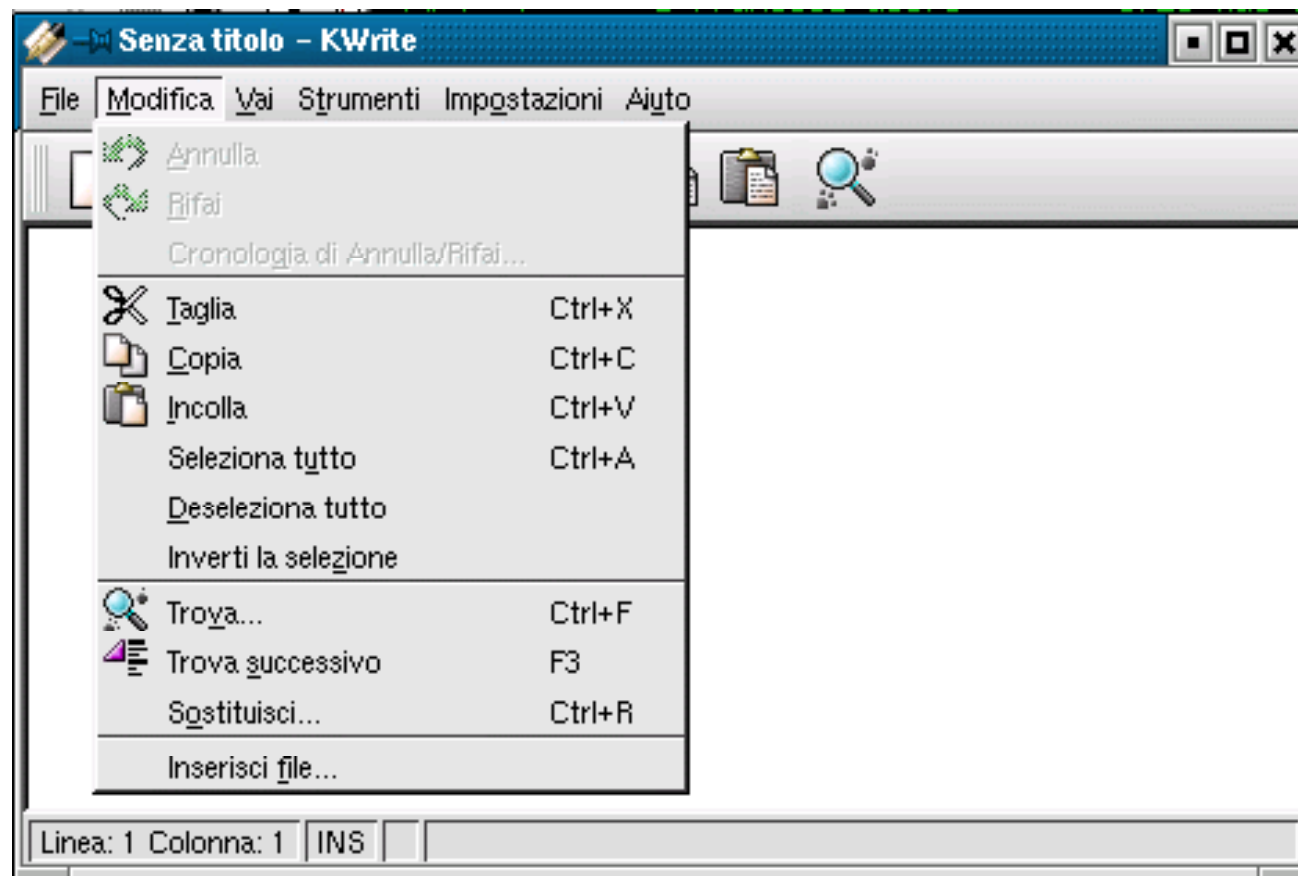 Senza titolo – KWrite
File Modifica Vai Strumenti Impostazioni Aiuto
Annulla
Rifai
Cronologia di Annulla/Rifai...
Taglia Ctrl+X
Copia Ctrl+C
Incolla Ctrl+V
Seleziona tutto Ctrl+A
Deseleziona tutto
Inverti la selezione
Trova... Ctrl+F
Trova successivo F3
Sostituisci... Ctrl+R
Inserisci file...
Linea: 1 Colonna: 1 INS